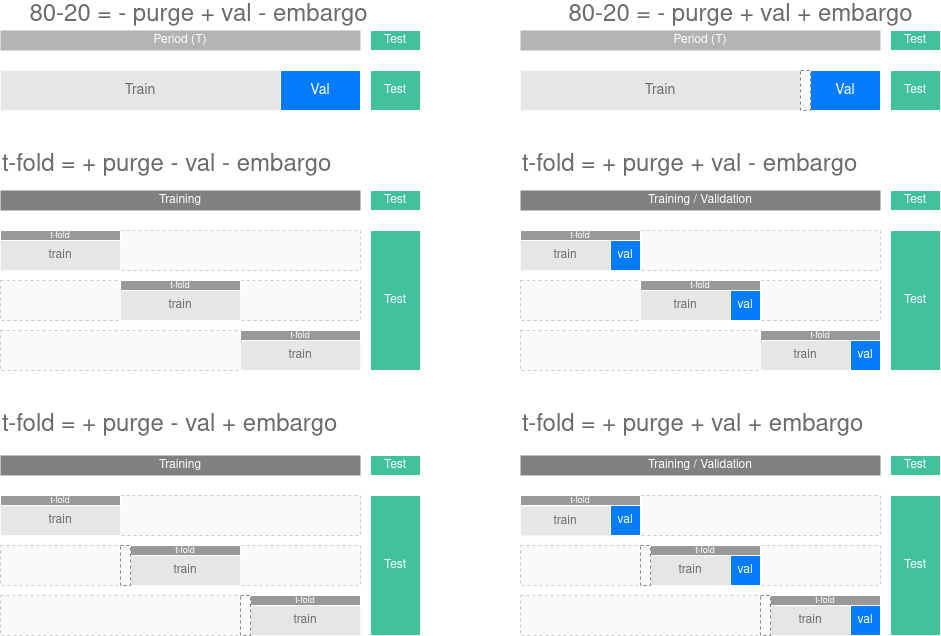 80-20 = - purge + val - embargo
Period (T)
Test
Train
Val
Test
80-20 = - purge + val + embargo
Period (T)
Test
Train
Val
Test
t-fold = + purge - val - embargo
Training
Test
t-fold
train
t-fold
train
Test
t-fold
train
t-fold = + purge + val - embargo
Training / Validation
Test
t-fold
train
val
t-fold
train
val
Test
t-fold
train
val
t-fold = + purge - val + embargo
Training
Test
t-fold
train
t-fold
train
Test
t-fold
train
t-fold = + purge + val + embargo
Training / Validation
Test
t-fold
train
val
t-fold
train
val
Test
t-fold
train
val